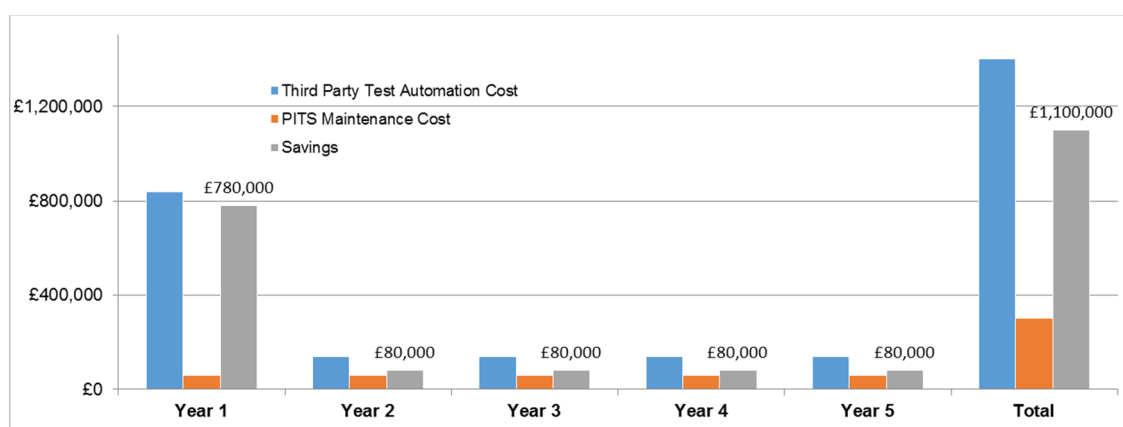 Third Party Test Automation Cost
PITS Maintenance Cost
Savings
£1,200,000
£800,000
£400,000
£0
£780,000
£80,000
£80,000
£80,000
£80,000
£1,100,000
Year 1
Year 2
Year 3
Year 4
Year 5
Total